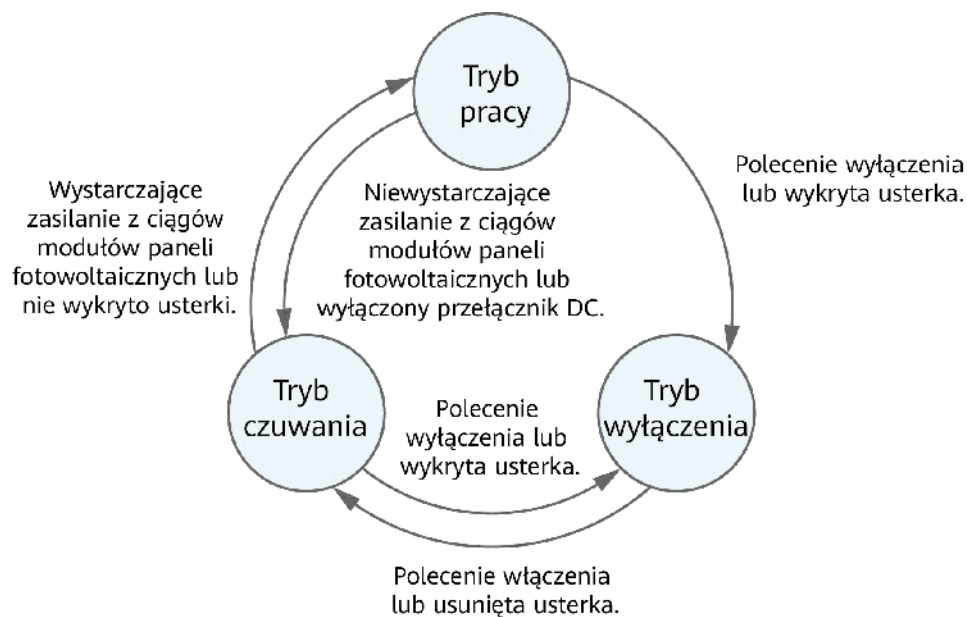 Tryb
pracy
Polecenie wyłączenia
lub wykryta usterka.
Wystarczające
zasilanie z ciągów
modułów paneli
fotowoltaicznych lub
nie wykryto usterki.
Niewystarczające
zasilanie z ciągów
modułów paneli
fotowoltaicznych lub
wyłączony przełącznik DC.
Tryb
czuwania
Polecenie
wyłączenia lub
wykryta usterka.
Tryb
wyłączenia
Polecenie włączenia
lub usunięta usterka.